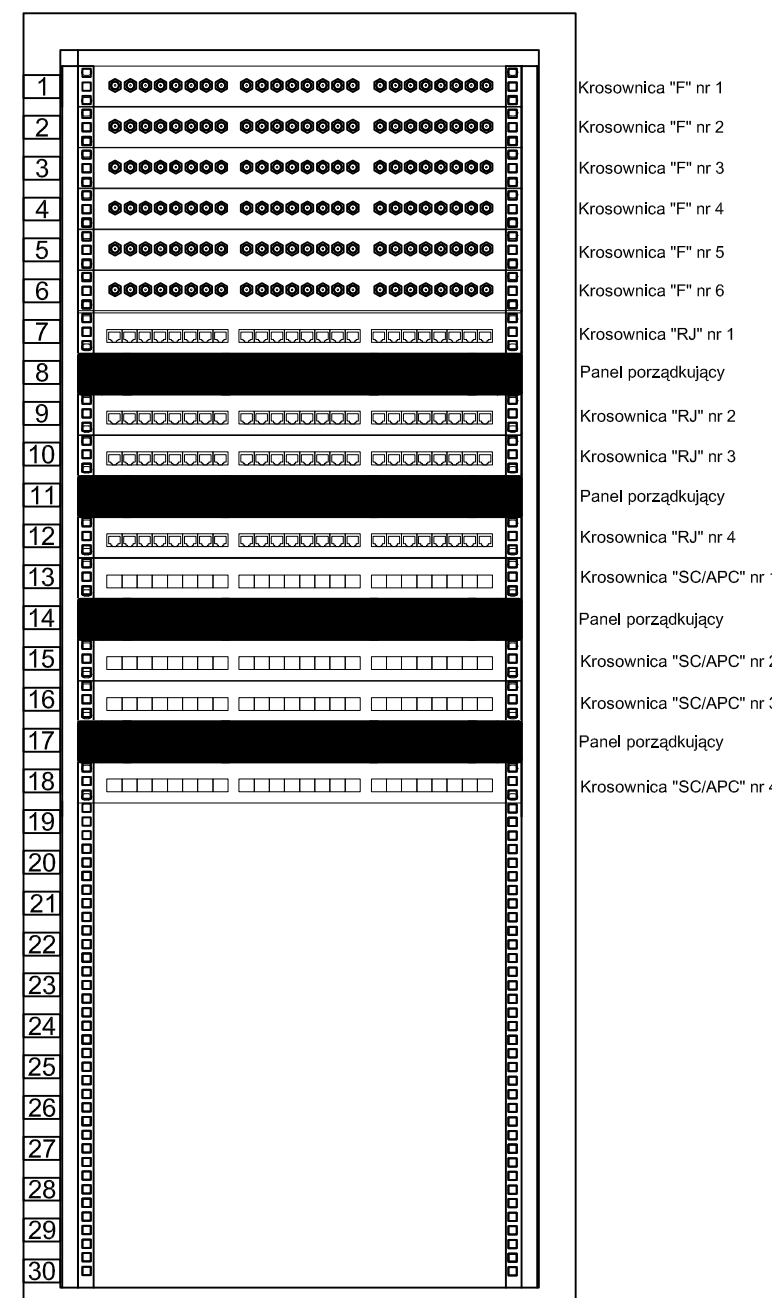 1 Krosownica "F" nr 1
2 Krosownica "F" nr 2
3 Krosownica "F" nr 3
4 Krosownica "F" nr 4
5 Krosownica "F" nr 5
6 Krosownica "F" nr 6
7 Krosownica "RJ" nr 1
8 Panel porządkujący
9 Krosownica "RJ" nr 2
10 Krosownica "RJ" nr 3
11 Panel porządkujący
12 Krosownica "RJ" nr 4
13 Krosownica "SC/APC" nr 1
14 Panel porządkujący
15 Krosownica "SC/APC" nr 2
16 Krosownica "SC/APC" nr 3
17 Panel porządkujący
18 Krosownica "SC/APC" nr 4
19
20
21
22
23
24
25
26
27
28
29
30